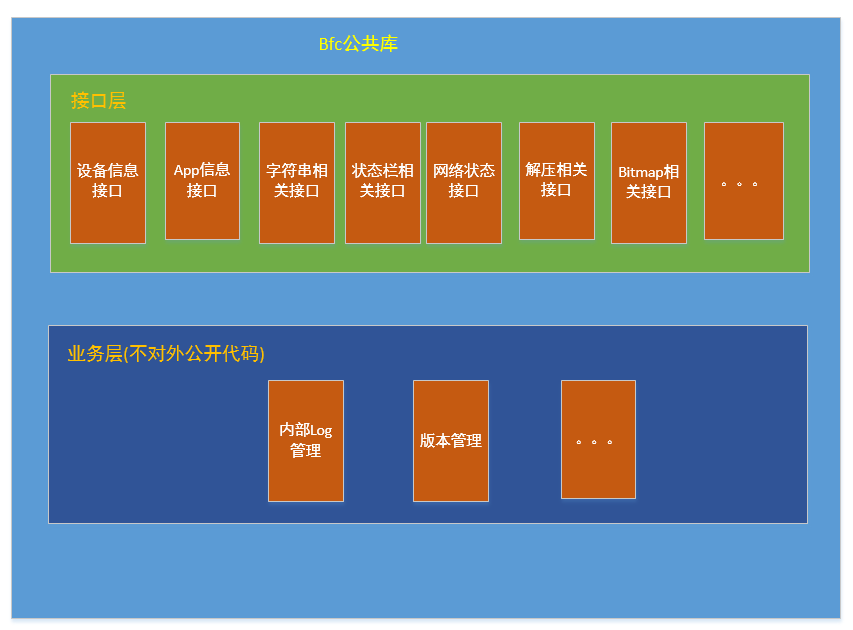 Bfc公共库
接口层
设备信息
接口
App信息
接口
字符串相
关接口
状态栏相
关接口
网络状态
接口
解压相关
接口
Bitmap相
关接口
。。。
业务层(不对外公开代码)
内部Log
管理
版本管理
。。。